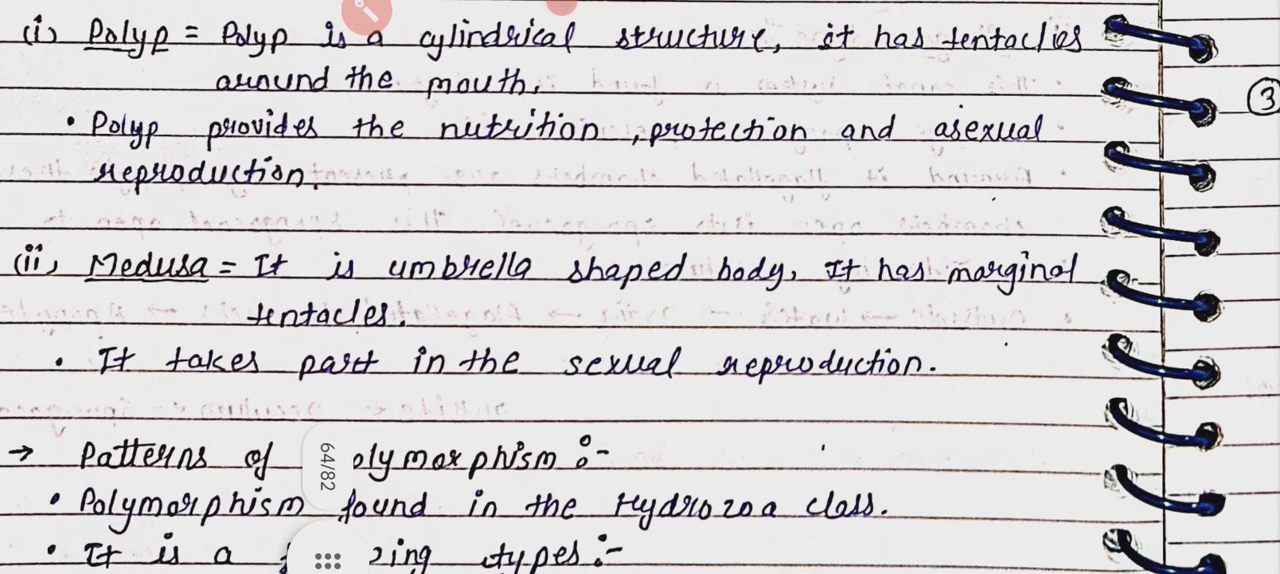 (i) Polyp = Polyp is a cylindrical structure, it has tentacles
around the mouth.
③
• Polyp provides the nutrition, protection and asexual
reproduction.
(ii) Medusa = It is umbrella shaped body. It has marginal
tentacles.
• It takes part in the sexual reproduction.
→ Patterns of olymorphism :-
64/82
• Polymorphism found in the Hydrozoa class.
• It is a zing types :-